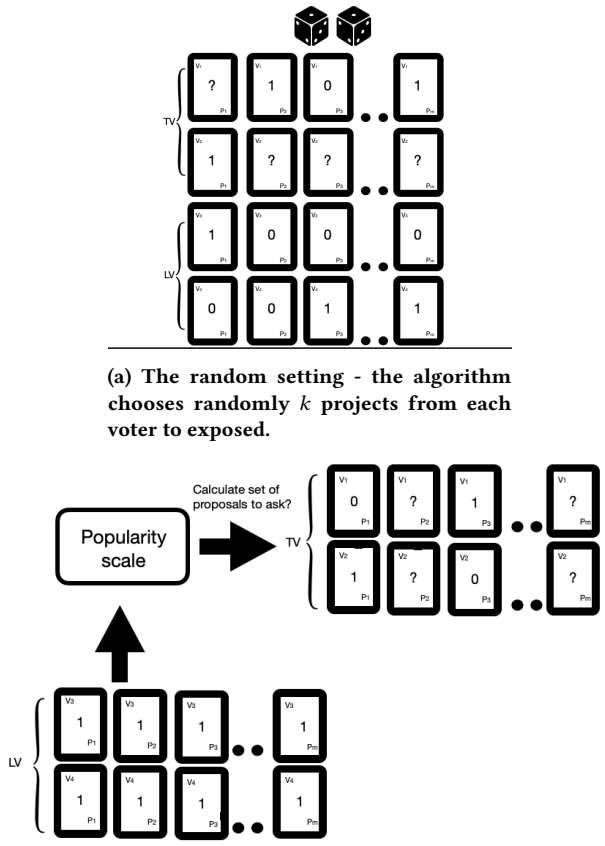 V₁ ? P₁ V₁ 1 P₂ V₁ 0 P₃ V₁ 1 Pₘ
TV
V₂ 1 P₁ V₂ ? P₂ V₂ ? P₃ V₂ ? Pₘ
V₃ 1 P₁ V₃ 0 P₂ V₃ 0 P₃ V₃ 0 Pₘ
LV
V₄ 0 P₁ V₄ 0 P₂ V₄ 1 P₃ V₄ 1 Pₘ
(a) The random setting - the algorithm
chooses randomly k projects from each
voter to exposed.
Calculate set of
proposals to ask?
Popularity
scale
TV
V₁ 0 P₁ V₁ ? P₂ V₁ 1 P₃ V₁ ? Pₘ
V₂ 1 P₁ V₂ ? P₂ V₂ 0 P₃ V₂ ? Pₘ
LV
V₃ 1 P₁ V₃ 1 P₂ V₃ 1 P₃ V₃ 1 Pₘ
V₄ 1 P₁ V₄ 1 P₂ V₄ 1 P₃ V₄ 1 Pₘ